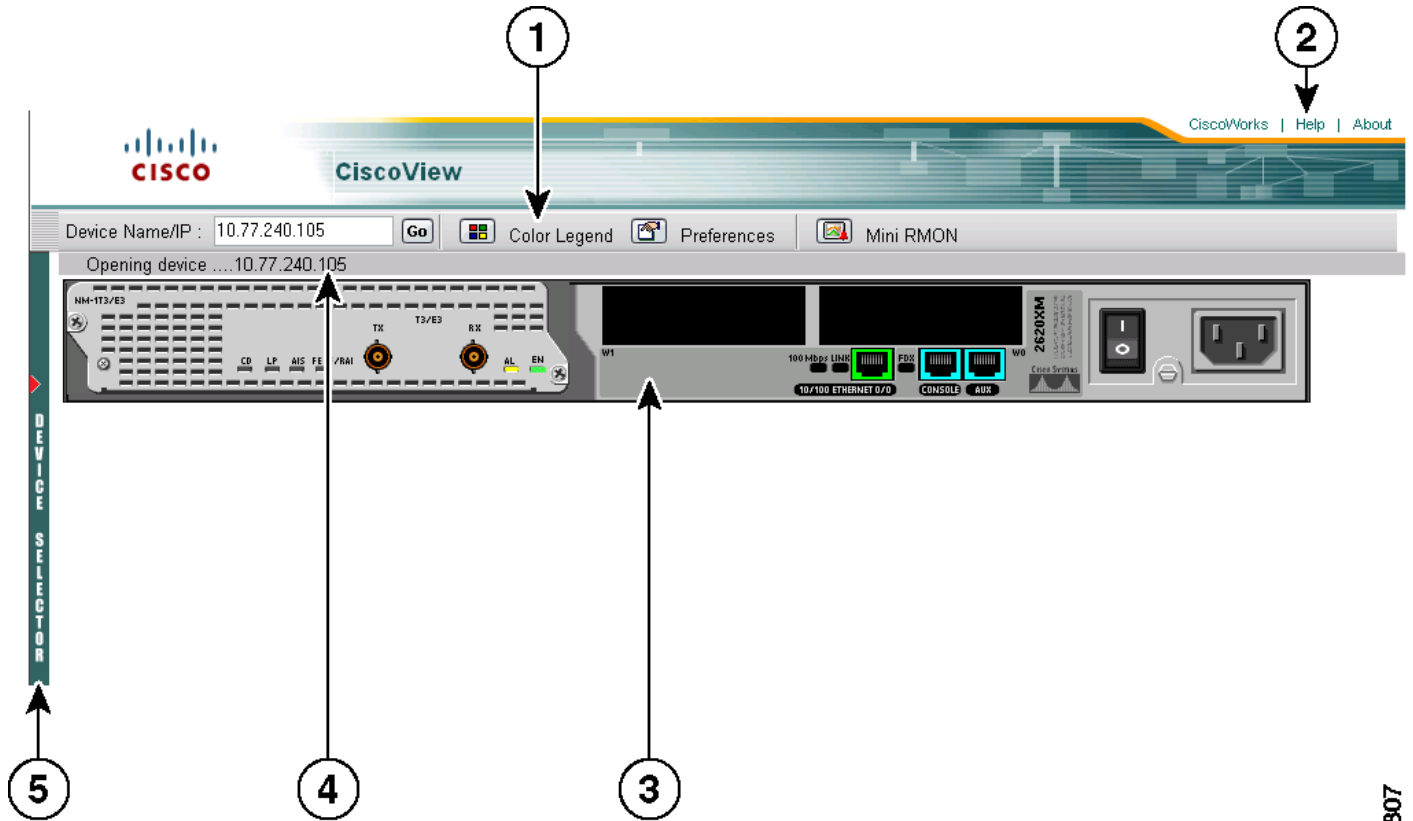 1
2
CiscoWorks | Help | About
CISCO
CiscoView
Device Name/IP : 10.77.240.105 Go Color Legend Preferences Mini RMON
Opening device ....10.77.240.105
NM-1T3/E3
T3/E3
TX RX
CD LP AIS AL EN
W1
100 Mbps LINK FDX W0
10/100 ETHERNET 0/0 CONSOLE AUX
2620XM
Cisco Systems
I
O
DEVICE SELECTOR
5
4
3